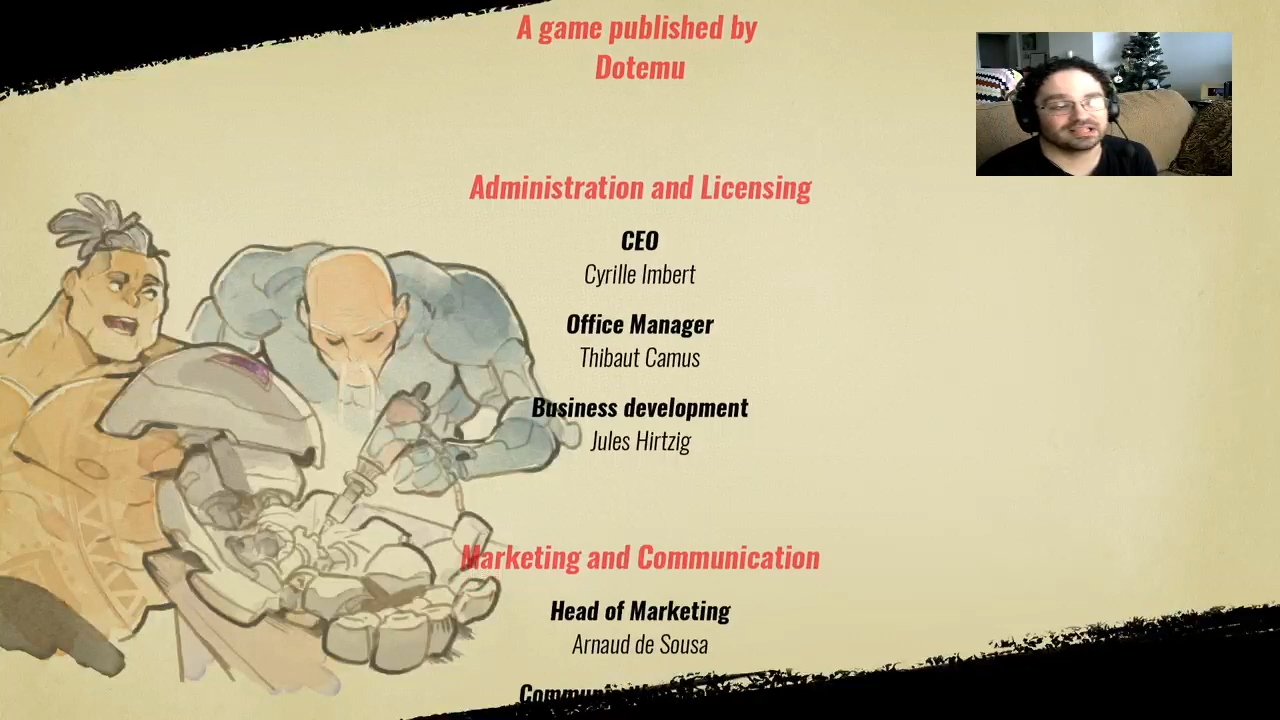 A game published by
Dotemu
Administration and Licensing
CEO
Cyrille Imbert
Office Manager
Thibaut Camus
Business development
Jules Hirtzig
Marketing and Communication
Head of Marketing
Arnaud de Sousa